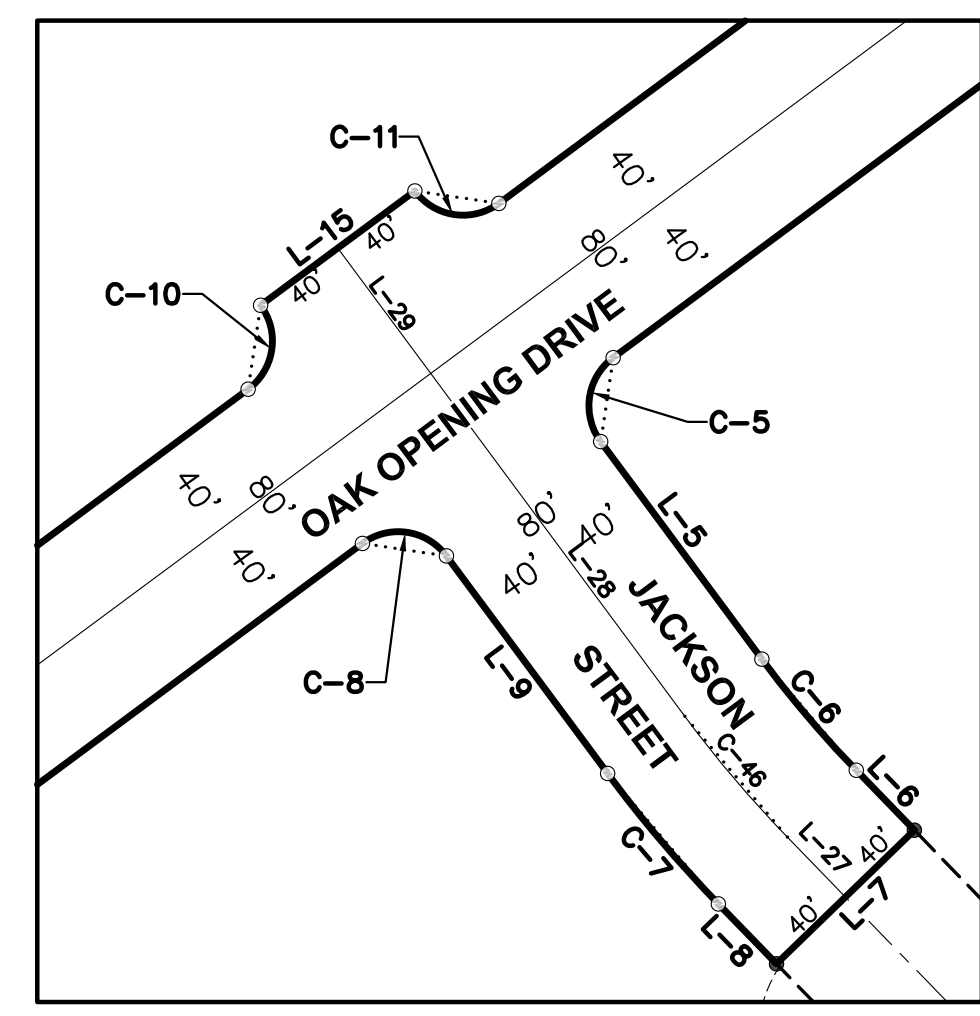 C-11
40'
L-15
40'
80'
40'
C-10
40'
L-29
OAK OPENING DRIVE
C-5
40'
80'
40'
80'
40'
L-5
40'
L-28
40'
JACKSON
STREET
C-8
L-9
C-6
C-46
L-6
L-27
40'
C-7
L-7
40'
L-8